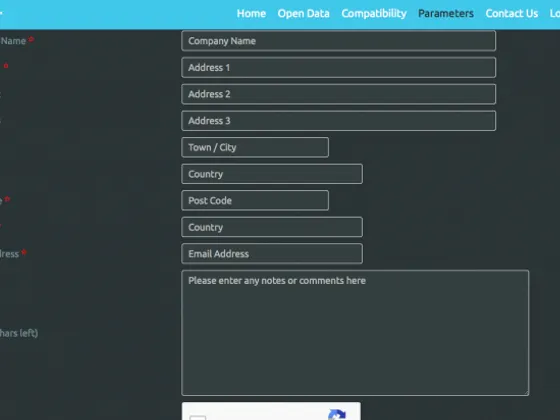 Home Open Data Compatibility Parameters Contact Us Lo
Name * Company Name
* Address 1
Address 2
Address 3
Town / City
Country
* Post Code
Country
dress * Email Address
Please enter any notes or comments here
hars left)